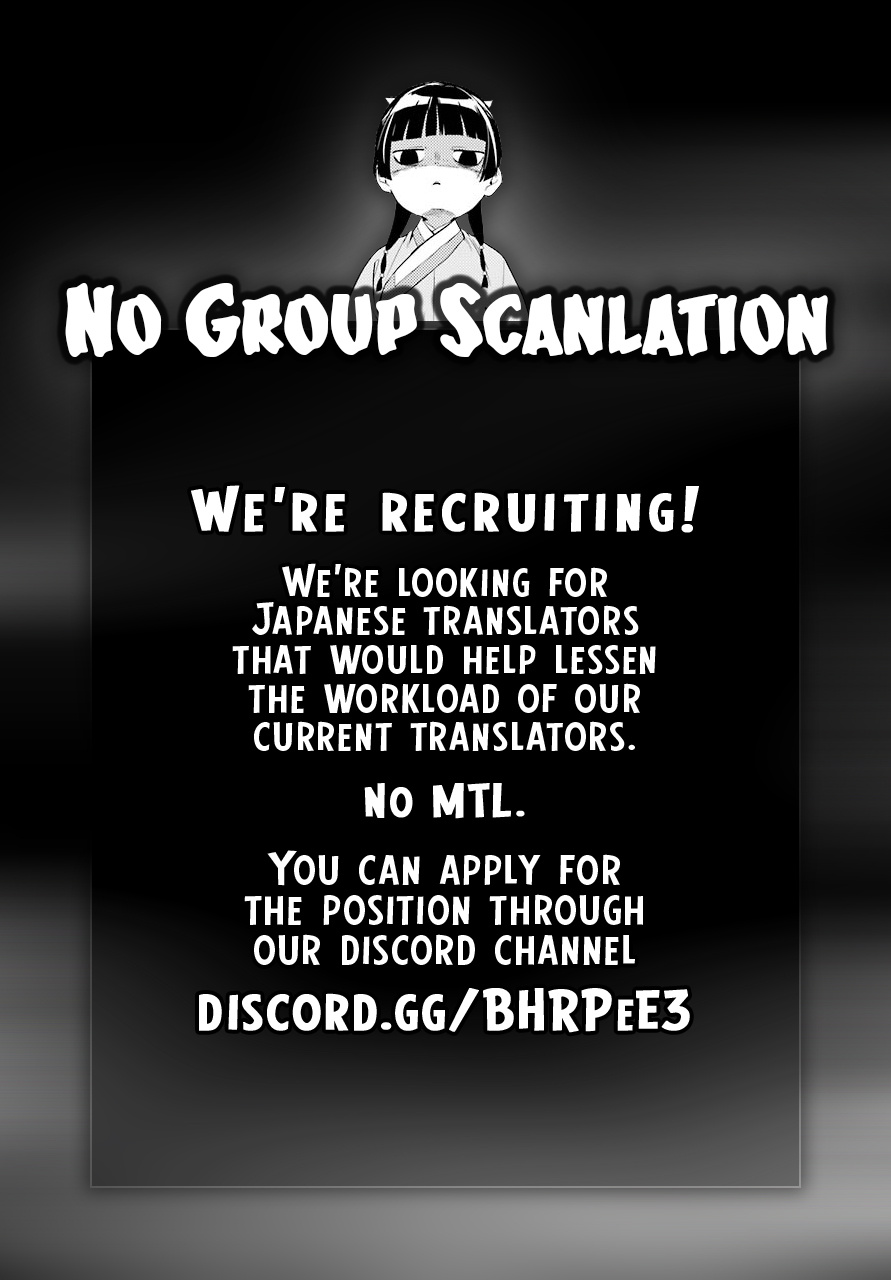 No Group Scanlation
We're recruiting!
We're looking for
Japanese translators
that would help lessen
the workload of our
current translators.
no MTL.
You can apply for
the position through
our discord channel
discord.gg/BHRPeE3